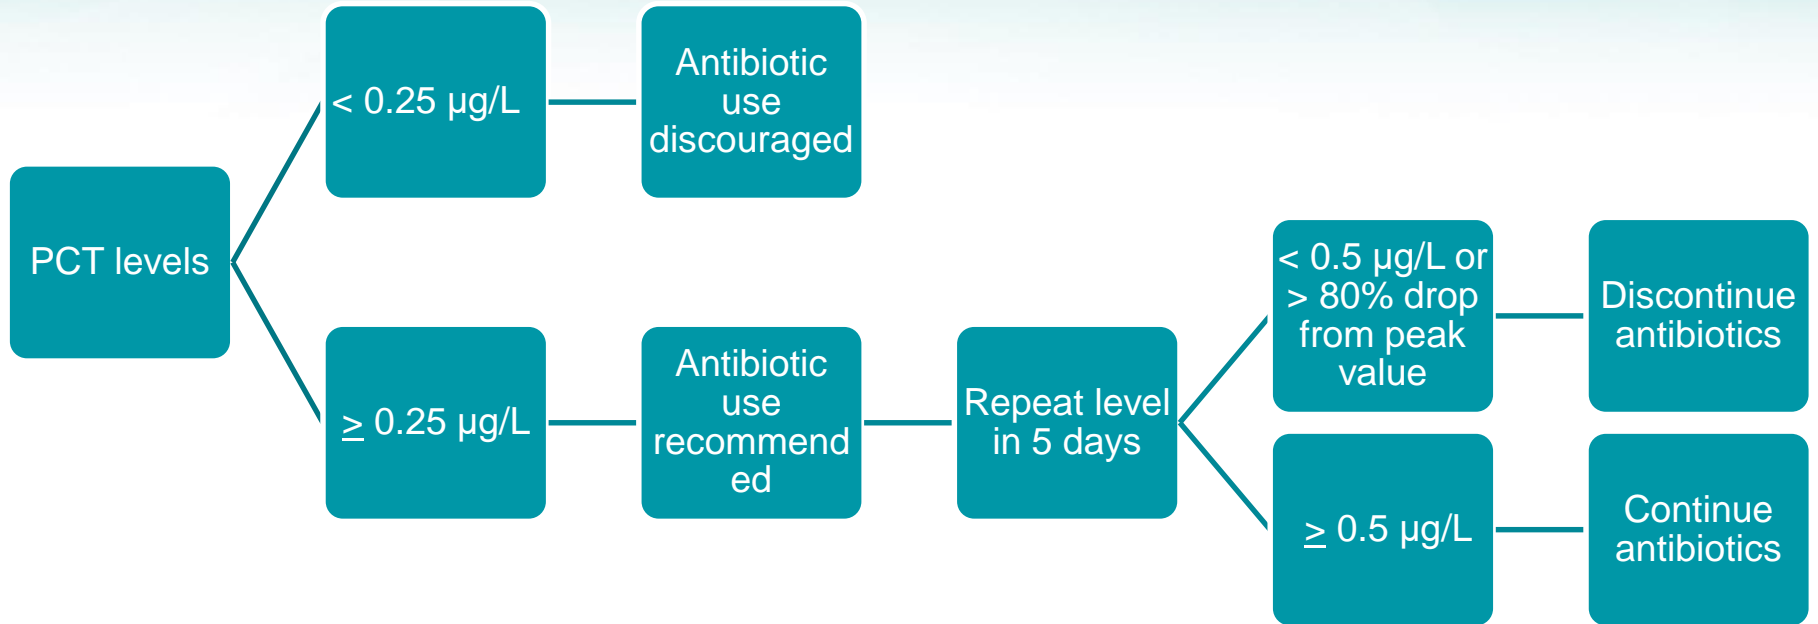 PCT levels
< 0.25 µg/L
Antibiotic
use
discouraged
≥ 0.25 µg/L
Antibiotic
use
recommend
ed
Repeat level
in 5 days
< 0.5 µg/L or
> 80% drop
from peak
value
Discontinue
antibiotics
≥ 0.5 µg/L
Continue
antibiotics